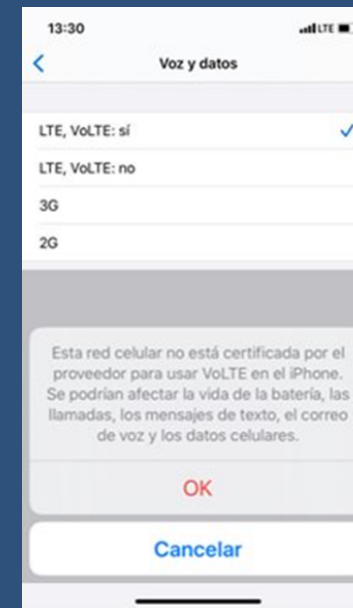 13:30
LTE
Voz y datos
LTE, VoLTE: sí
LTE, VoLTE: no
3G
2G
Esta red celular no está certificada por el
proveedor para usar VoLTE en el iPhone.
Se podrían afectar la vida de la batería, las
llamadas, los mensajes de texto, el correo
de voz y los datos celulares.
OK
Cancelar